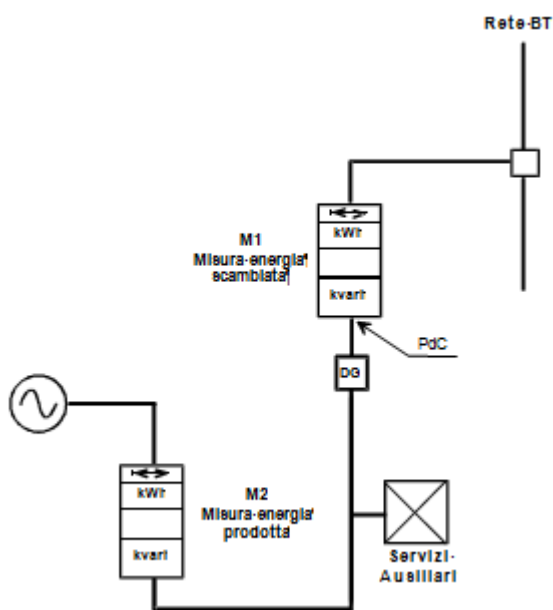 Rete-BT
kWh
kvarh
M1
Misura-energia
scambiata
PdC
DG
kWh
kvarh
M2
Misura-energia
prodotta
Servizi-
Ausiliari